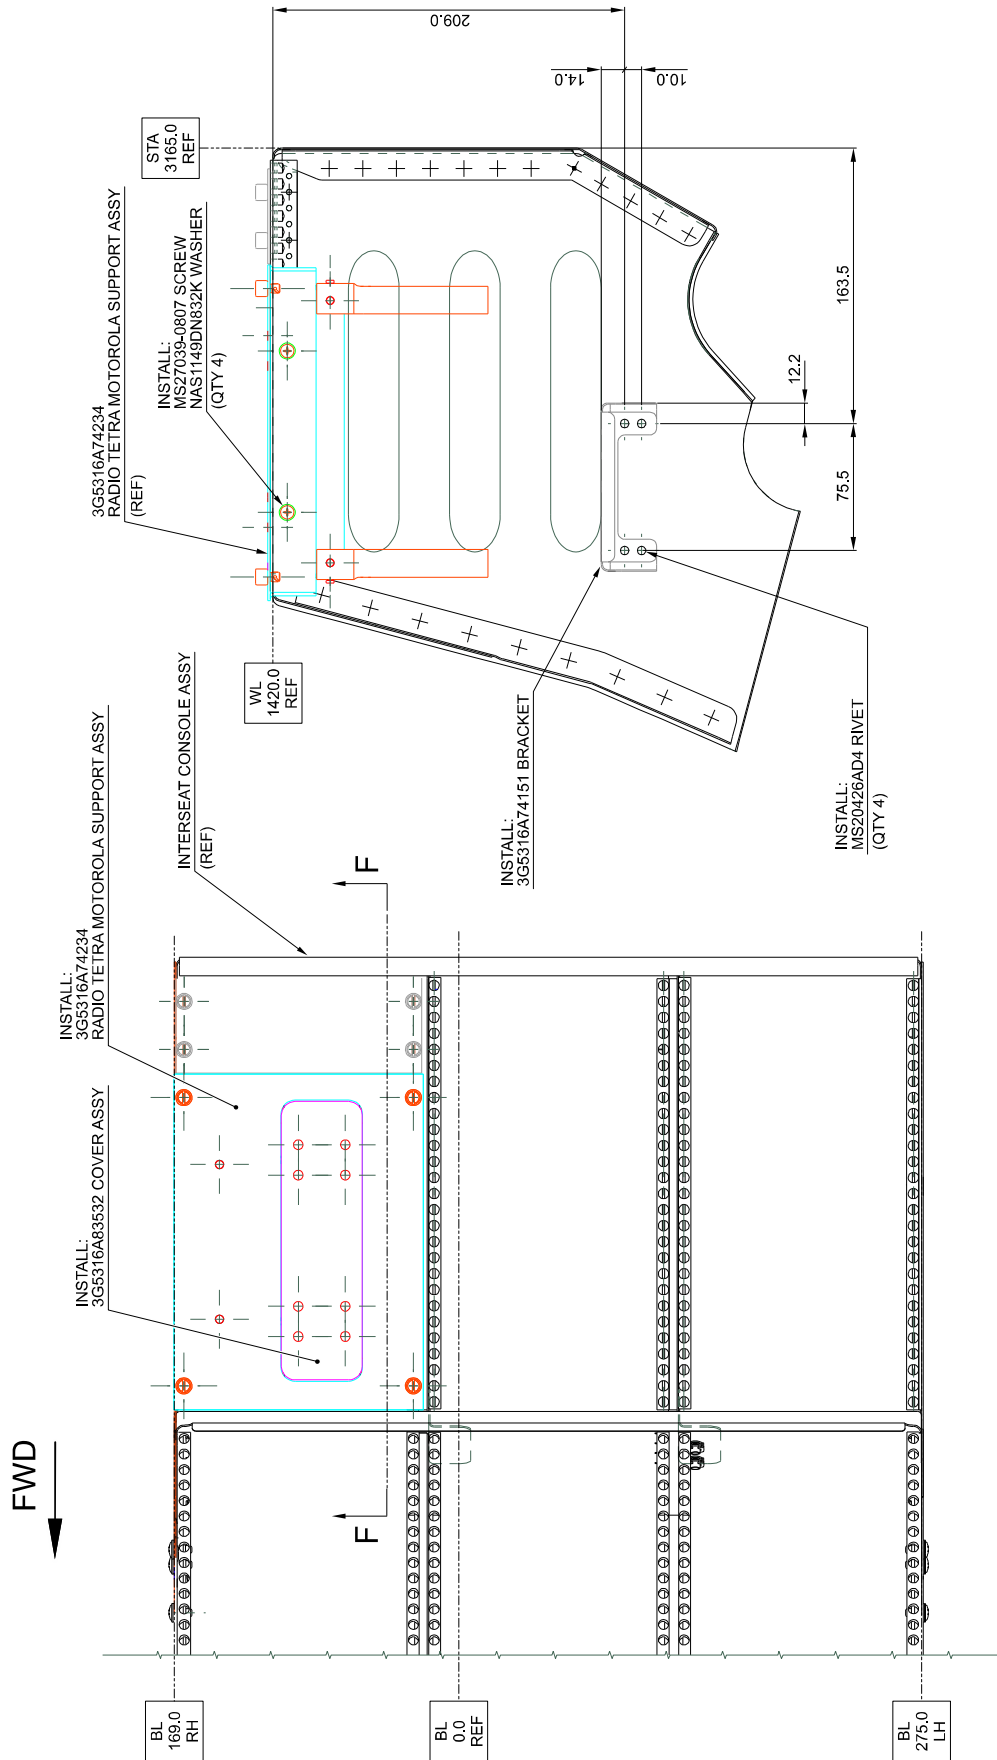 209.0
14.0
10.0
STA
3165.0
REF
3G5316A74234
RADIO TETRA MOTOROLA SUPPORT ASSY
(REF)
INSTALL:
MS27039-0807 SCREW
NAS1149DN832K WASHER
(QTY 4)
163.5
12.2
75.5
WL
1420.0
REF
INSTALL:
3G5316A74151 BRACKET
INSTALL:
MS20426AD4 RIVET
(QTY 4)
INTERSEAT CONSOLE ASSY
(REF)
INSTALL:
3G5316A74234
RADIO TETRA MOTOROLA SUPPORT ASSY
INSTALL:
3G5316A83532 COVER ASSY
F
F
FWD
BL
169.0
RH
BL
0.0
REF
BL
275.0
LH